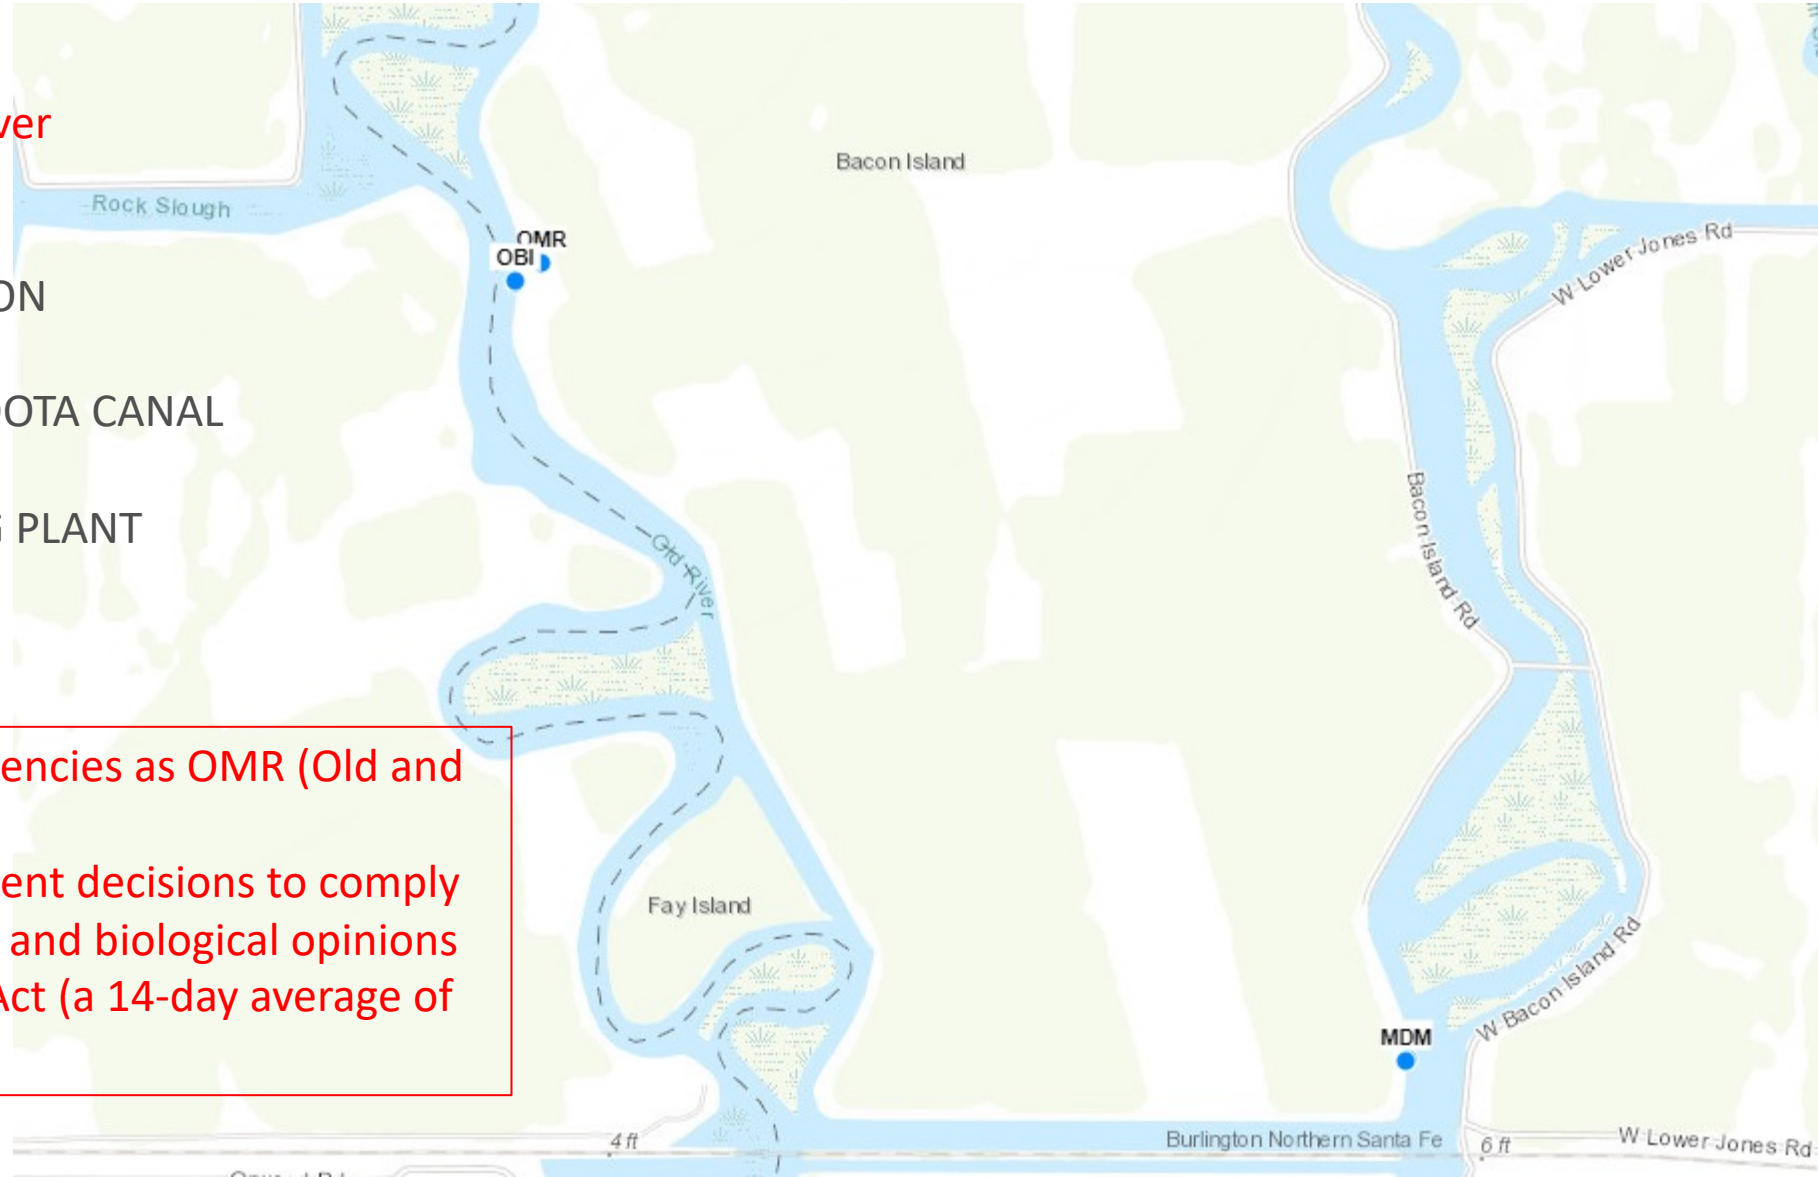 ver
Bacon Island
Rock Slough
OMR
OBI
W Lower Jones Rd
ON
OOTA CANAL
G PLANT
Bacon Island Rd
Old River
encies as OMR (Old and
ent decisions to comply
and biological opinions
Act (a 14-day average of
Fay Island
W Bacon Island Rd
MDM
4 ft
Burlington Northern Santa Fe
6 ft
W Lower Jones Rd